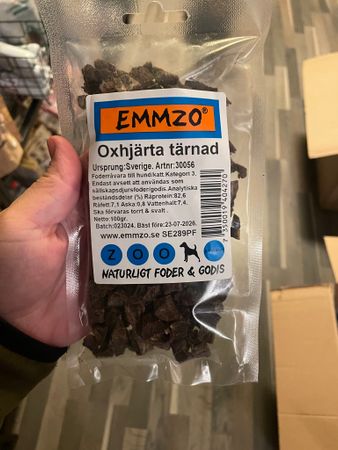 EMMZO®
Oxhjärta tärnad
Ursprung:Sverige. Artnr:30056
Foderråvara till hund/katt Kategori 3.
Endast avsett att användas som
sällskapsdjursfoder/godis.Analytiska
beståndsdelar (%) Råprotein:82,6
Råfett:7,1 Aska:0,8 Vattenhalt:7,4.
Ska förvaras torrt & svalt.
Netto:100gr.
Batch:023024. Bäst före:23-07-2026.
www.emmzo.se SE289PF
ZOO
NATURLIGT FODER & GODIS
7350019404270